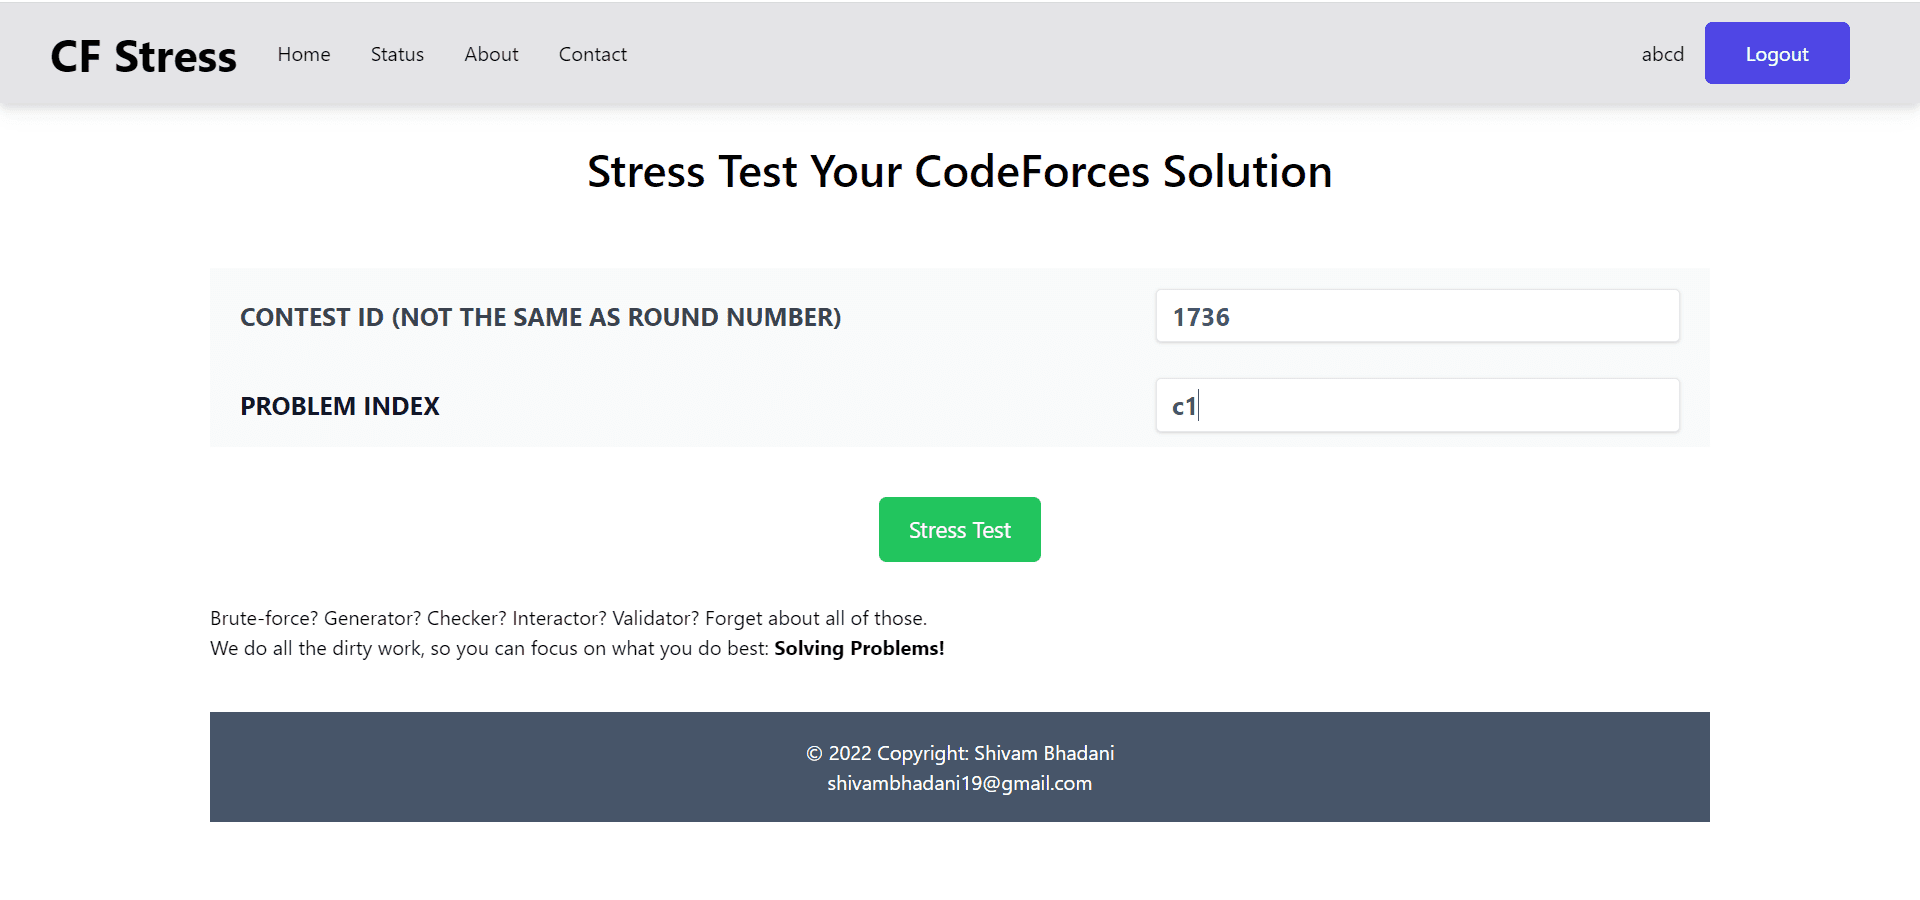 CF Stress Home Status About Contact abcd Logout
Stress Test Your CodeForces Solution
CONTEST ID (NOT THE SAME AS ROUND NUMBER) 1736
PROBLEM INDEX c1
Stress Test
Brute-force? Generator? Checker? Interactor? Validator? Forget about all of those.
We do all the dirty work, so you can focus on what you do best: Solving Problems!
© 2022 Copyright: Shivam Bhadani
shivambhadani19@gmail.com